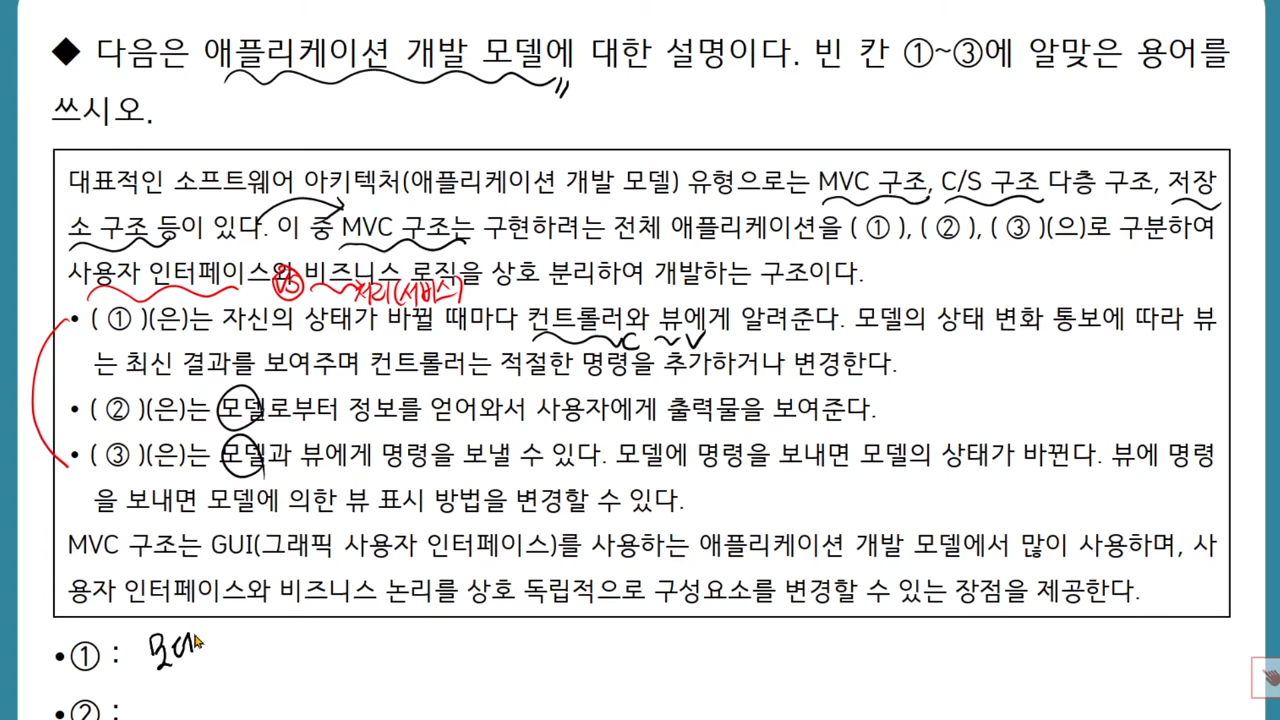 ◆ 다음은 애플리케이션 개발 모델에 대한 설명이다. 빈 칸 ①~③에 알맞은 용어를
쓰시오.
대표적인 소프트웨어 아키텍처(애플리케이션 개발 모델) 유형으로는 MVC 구조, C/S 구조 다층 구조, 저장
소 구조 등이 있다. 이 중 MVC 구조는 구현하려는 전체 애플리케이션을 ( ① ), ( ② ), ( ③ )(으)로 구분하여
사용자 인터페이스와 비즈니스 로직을 상호 분리하여 개발하는 구조이다.
VS 처리(서비스)
• ( ① )(은)는 자신의 상태가 바뀔 때마다 컨트롤러와 뷰에게 알려준다. 모델의 상태 변화 통보에 따라 뷰
C V
는 최신 결과를 보여주며 컨트롤러는 적절한 명령을 추가하거나 변경한다.
• ( ② )(은)는 모델로부터 정보를 얻어와서 사용자에게 출력물을 보여준다.
• ( ③ )(은)는 모델과 뷰에게 명령을 보낼 수 있다. 모델에 명령을 보내면 모델의 상태가 바뀐다. 뷰에 명령
을 보내면 모델에 의한 뷰 표시 방법을 변경할 수 있다.
MVC 구조는 GUI(그래픽 사용자 인터페이스)를 사용하는 애플리케이션 개발 모델에서 많이 사용하며, 사
용자 인터페이스와 비즈니스 논리를 상호 독립적으로 구성요소를 변경할 수 있는 장점을 제공한다.
•① : 모데
•② :